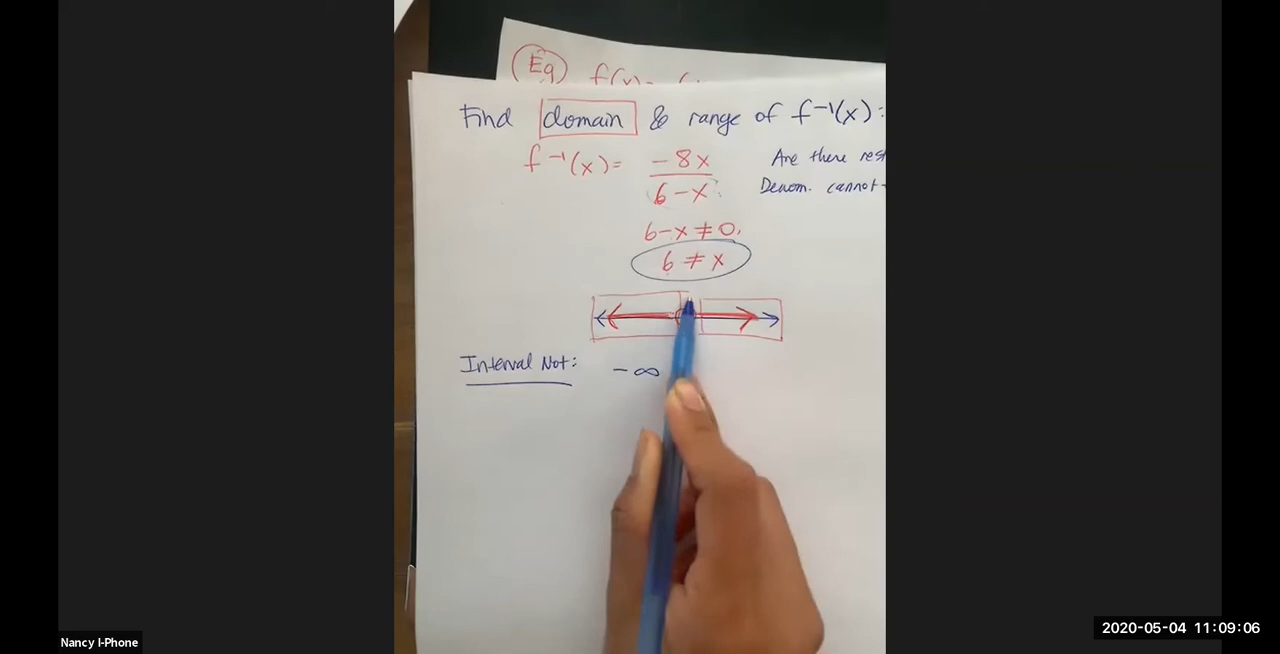 Eg f(x)=
Find domain & range of f⁻¹(x):
f⁻¹(x)= -8x
6-x
Are there
Denom. cannot
6-x≠0.
6≠x
Interval Not: -∞
Nancy I-Phone
2020-05-04 11:09:06